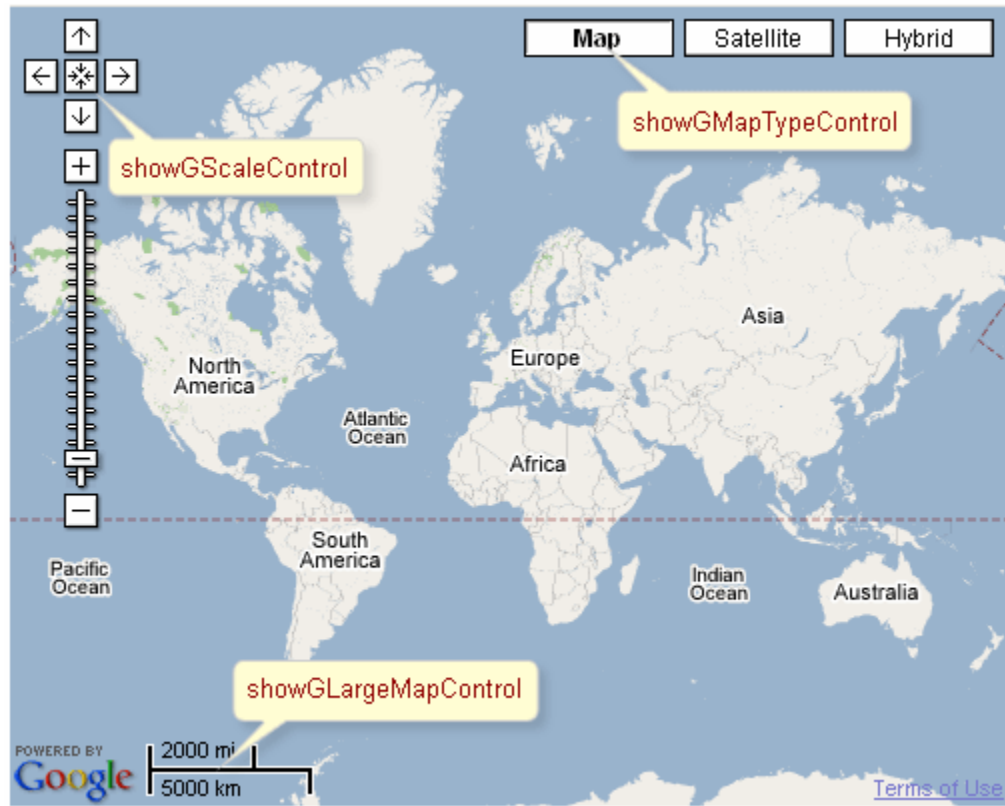 Map
Satellite
Hybrid
showGMapTypeControl
showGScaleControl
Asia
Europe
North
America
Atlantic
Ocean
Africa
South
America
Pacific
Ocean
Indian
Ocean
Australia
showGLargeMapControl
POWERED BY
Google
2000 mi
5000 km
Terms of Use